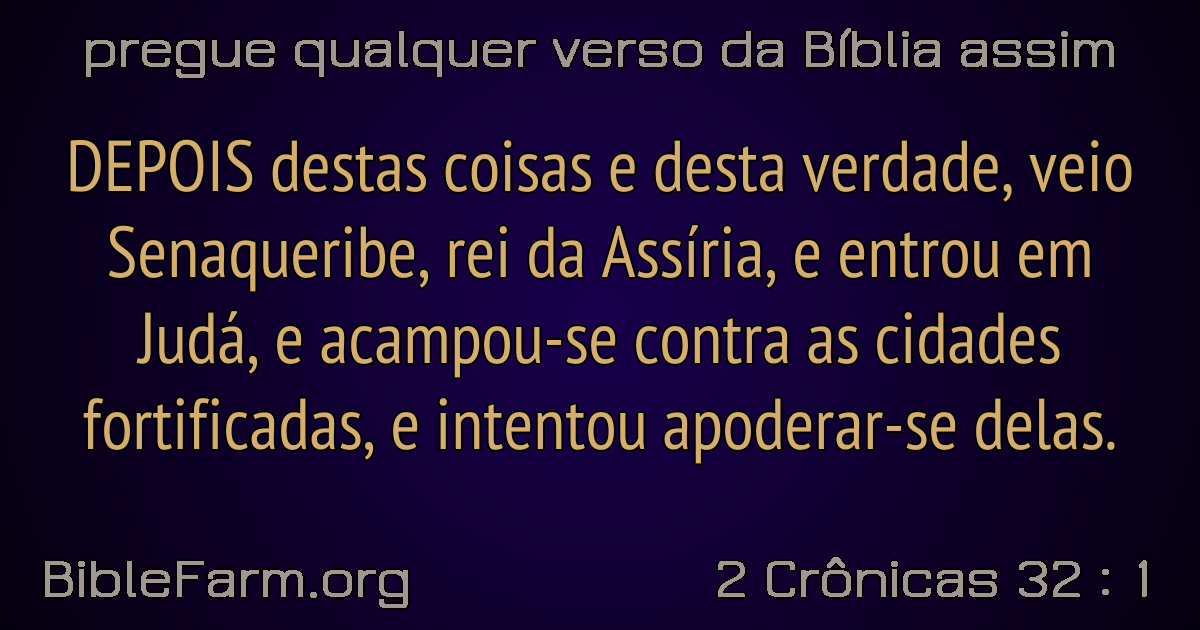 pregue qualquer verso da Bíblia assim
DEPOIS destas coisas e desta verdade, veio
Senaqueribe, rei da Assíria, e entrou em
Judá, e acampou-se contra as cidades
fortificadas, e intentou apoderar-se delas.
BibleFarm.org
2 Crônicas 32 : 1